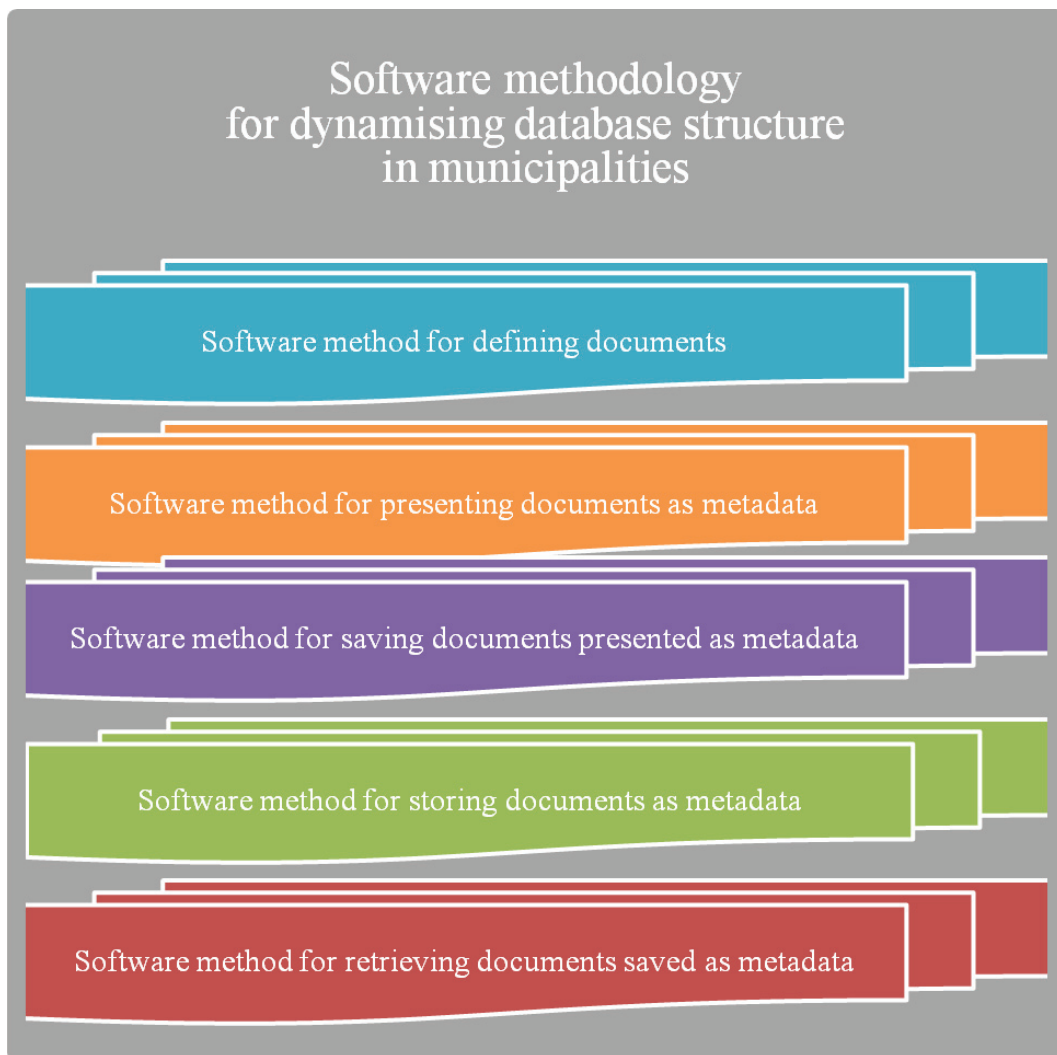 Software methodology
for dynamising database structure
in municipalities
Software method for defining documents
Software method for presenting documents as metadata
Software method for saving documents presented as metadata
Software method for storing documents as metadata
Software method for retrieving documents saved as metadata